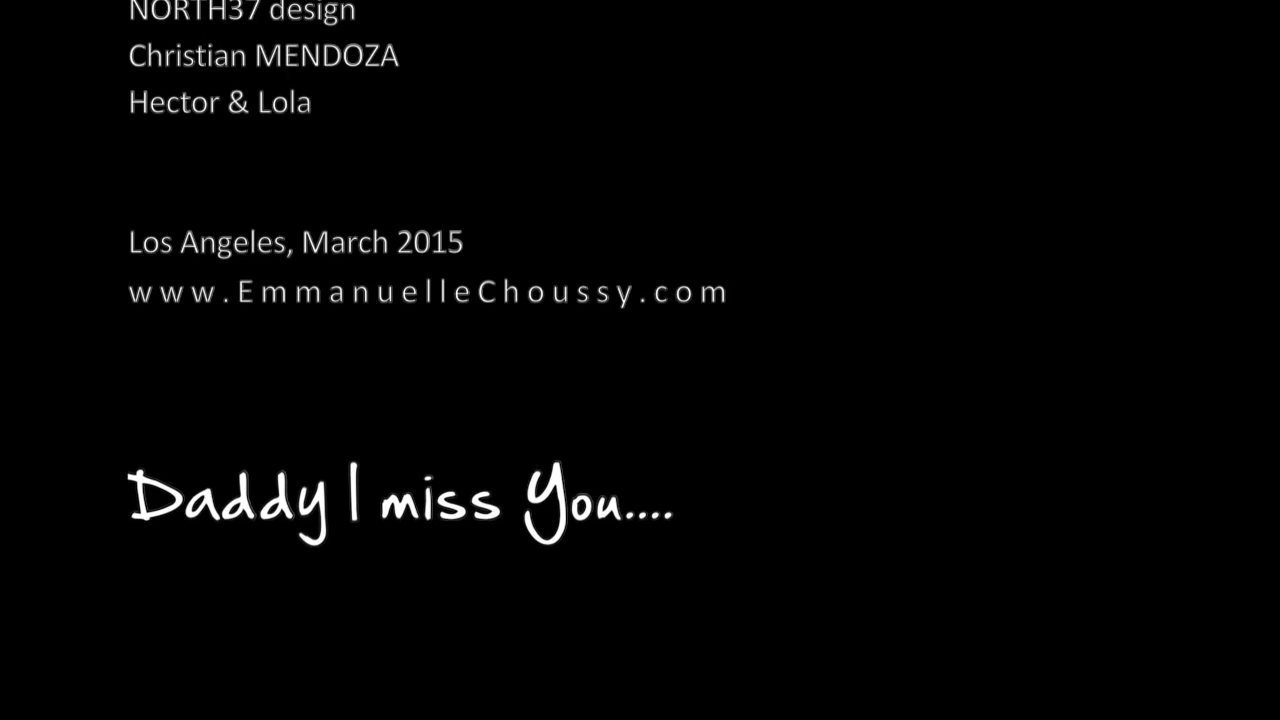 NORTH37 design
Christian MENDOZA
Hector & Lola
Los Angeles, March 2015
www.EmmanuelleChoussy.com
Daddy I miss You....